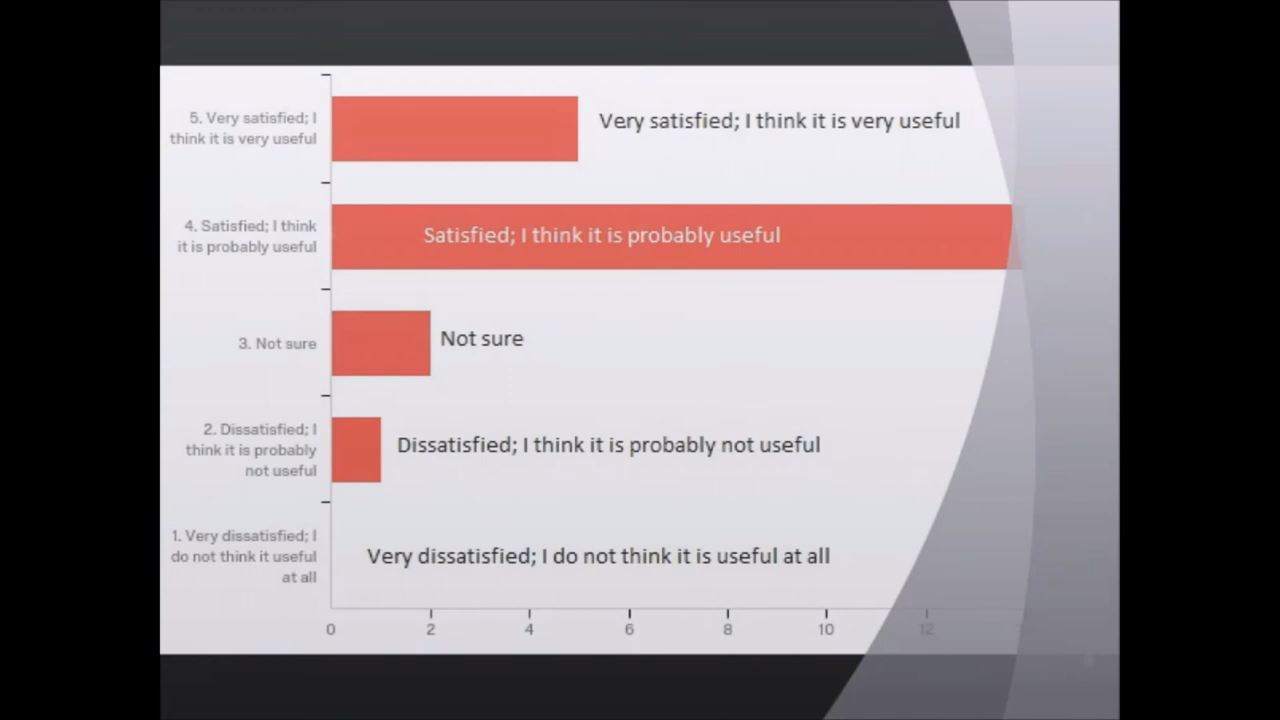 5. Very satisfied; I
think it is very useful
Very satisfied; I think it is very useful
4. Satisfied; I think
it is probably useful
Satisfied; I think it is probably useful
3. Not sure
Not sure
2. Dissatisfied; I
think it is probably
not useful
Dissatisfied; I think it is probably not useful
1. Very dissatisfied; I
do not think it useful
at all
Very dissatisfied; I do not think it is useful at all
0 2 4 6 8 10 12